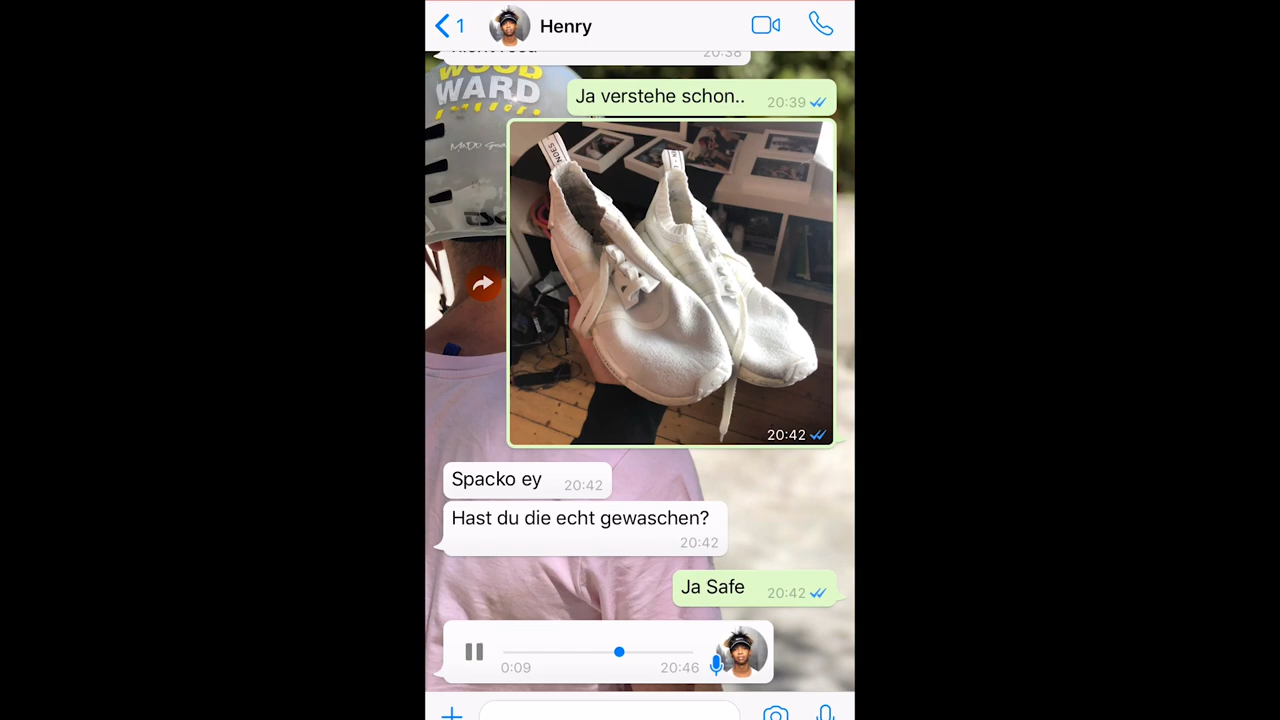 1
Henry
20:38
WOOD
WARD
Ja verstehe schon..
20:39
20:42
Spacko ey
20:42
Hast du die echt gewaschen?
20:42
Ja Safe
20:42
0:09
20:46